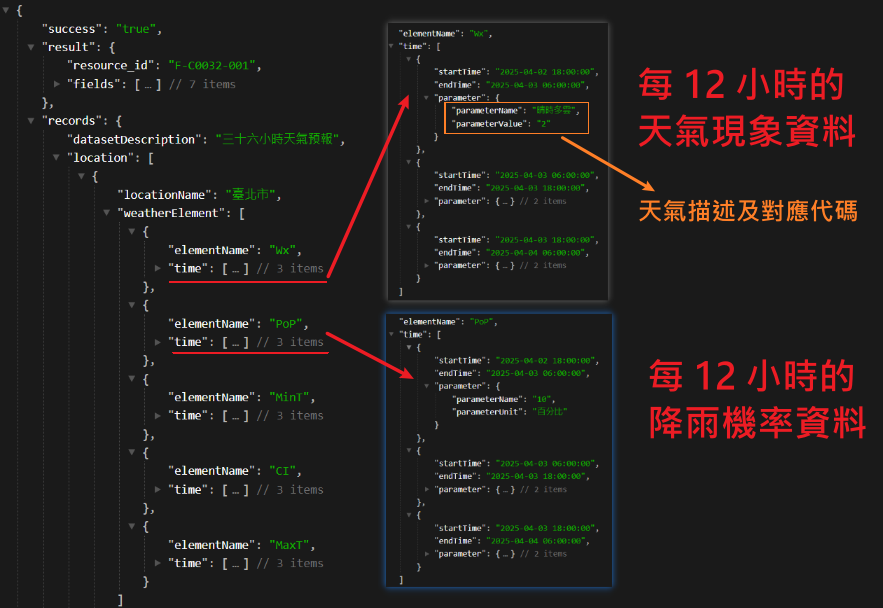 {
"success": "true",
"result": {
"resource_id": "F-C0032-001",
"fields": [ … ] // 7 items
},
"records": {
"datasetDescription": "三十六小時天氣預報",
"location": [
{
"locationName": "臺北市",
"weatherElement": [
{
"elementName": "Wx",
"time": [ … ] // 3 items
},
{
"elementName": "PoP",
"time": [ … ] // 3 items
},
{
"elementName": "MinT",
"time": [ … ] // 3 items
},
{
"elementName": "CI",
"time": [ … ] // 3 items
},
{
"elementName": "MaxT",
"time": [ … ] // 3 items
}
]
"elementName": "Wx",
"time": [
{
"startTime": "2025-04-02 18:00:00",
"endTime": "2025-04-03 06:00:00",
"parameter": {
"parameterName": "晴時多雲",
"parameterValue": "2"
}
},
{
"startTime": "2025-04-03 06:00:00",
"endTime": "2025-04-03 18:00:00",
"parameter": { … } // 2 items
},
{
"startTime": "2025-04-03 18:00:00",
"endTime": "2025-04-04 06:00:00",
"parameter": { … } // 2 items
}
]
每 12 小時的
天氣現象資料
天氣描述及對應代碼
"elementName": "PoP",
"time": [
{
"startTime": "2025-04-02 18:00:00",
"endTime": "2025-04-03 06:00:00",
"parameter": {
"parameterName": "10",
"parameterUnit": "百分比"
}
},
{
"startTime": "2025-04-03 06:00:00",
"endTime": "2025-04-03 18:00:00",
"parameter": { … } // 2 items
},
{
"startTime": "2025-04-03 18:00:00",
"endTime": "2025-04-04 06:00:00",
"parameter": { … } // 2 items
}
]
每 12 小時的
降雨機率資料